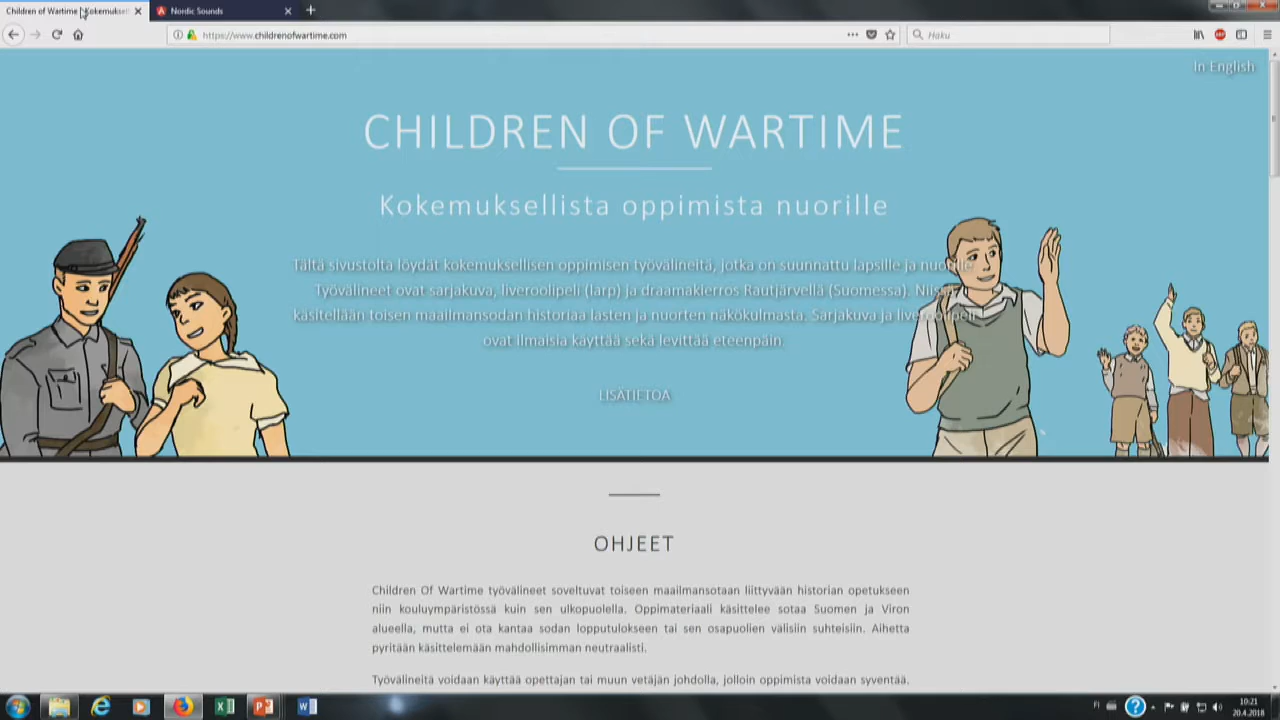 Children of Wartime | Kokemuksel
Nordic Sounds
https://www.childrenofwartime.com
Haku
In English
CHILDREN OF WARTIME
Kokemuksellista oppimista nuorille
Tältä sivustolta löydät kokemuksellisen oppimisen työvälineitä, jotka on suunnattu lapsille ja nuorille.
Työvälineet ovat sarjakuva, liveroolipeli (larp) ja draamakierros Rautjärvellä (Suomessa). Niissä
käsitellään toisen maailmansodan historiaa lasten ja nuorten näkökulmasta. Sarjakuva ja liveroolipeli
ovat ilmaisia käyttää sekä levittää eteenpäin.
LISÄTIETOA
OHJEET
Children Of Wartime työvälineet soveltuvat toiseen maailmansotaan liittyvään historian opetukseen
niin kouluympäristössä kuin sen ulkopuolella. Oppimateriaali käsittelee sotaa Suomen ja Viron
alueella, mutta ei ota kantaa sodan lopputulokseen tai sen osapuolien välisiin suhteisiin. Aihetta
pyritään käsittelemään mahdollisimman neutraalisti.
Työvälineitä voidaan käyttää opettajan tai muun vetäjän johdolla, jolloin oppimista voidaan syventää.
FI
10:21
20.4.2018